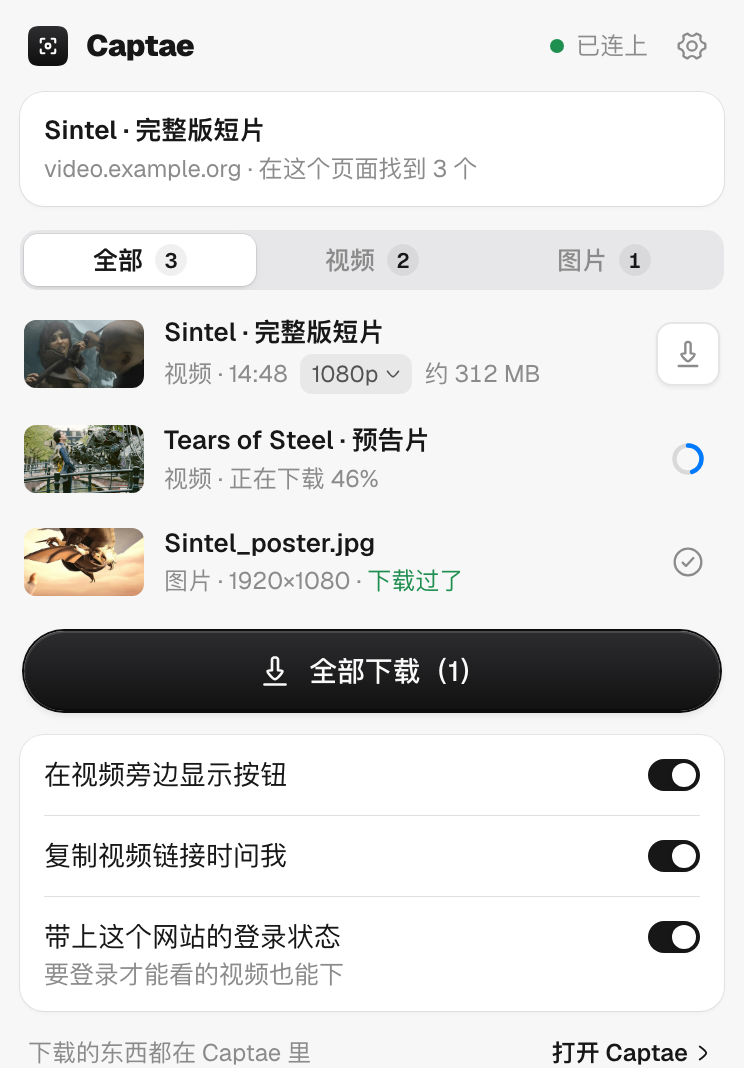 Captae
已连上
Sintel · 完整版短片
video.example.org · 在这个页面找到 3 个
全部 3
视频 2
图片 1
Sintel · 完整版短片
视频 · 14:48 1080p 约 312 MB
Tears of Steel · 预告片
视频 · 正在下载 46%
Sintel_poster.jpg
图片 · 1920×1080 · 下载过了
全部下载（1）
在视频旁边显示按钮
复制视频链接时问我
带上这个网站的登录状态
要登录才能看的视频也能下
下载的东西都在 Captae 里
打开 Captae